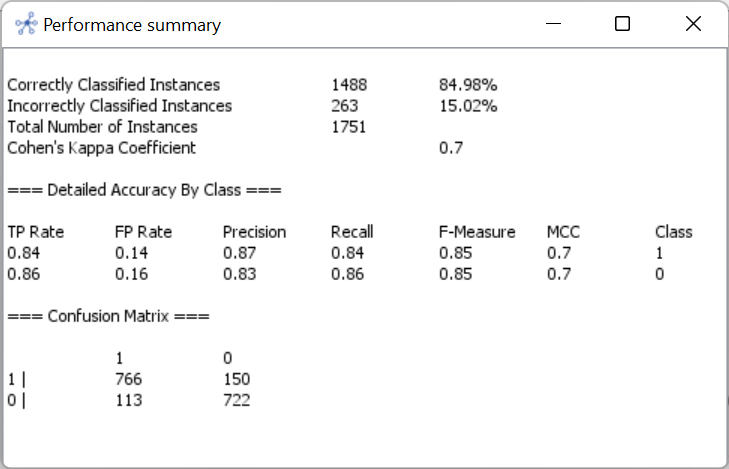 Performance summary
Correctly Classified Instances 1488 84.98%
Incorrectly Classified Instances 263 15.02%
Total Number of Instances 1751
Cohen's Kappa Coefficient 0.7
=== Detailed Accuracy By Class ===
TP Rate FP Rate Precision Recall F-Measure MCC Class
0.84 0.14 0.87 0.84 0.85 0.7 1
0.86 0.16 0.83 0.86 0.85 0.7 0
=== Confusion Matrix ===
1 0
1 | 766 150
0 | 113 722